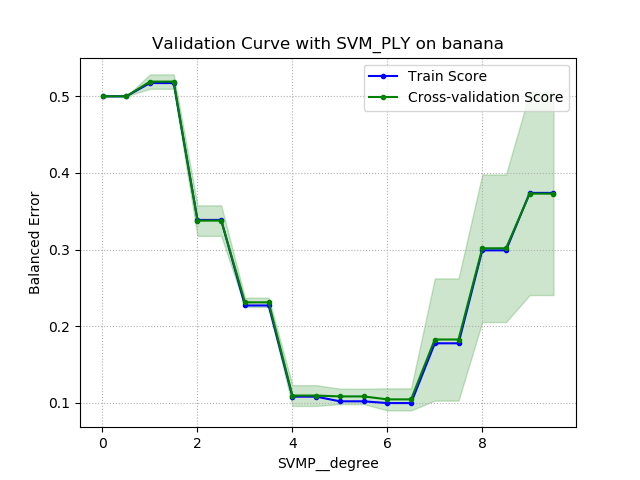 Validation Curve with SVM_PLY on banana
Train Score
Cross-validation Score
Balanced Error
0.5
0.4
0.3
0.2
0.1
0 2 4 6 8
SVMP__degree